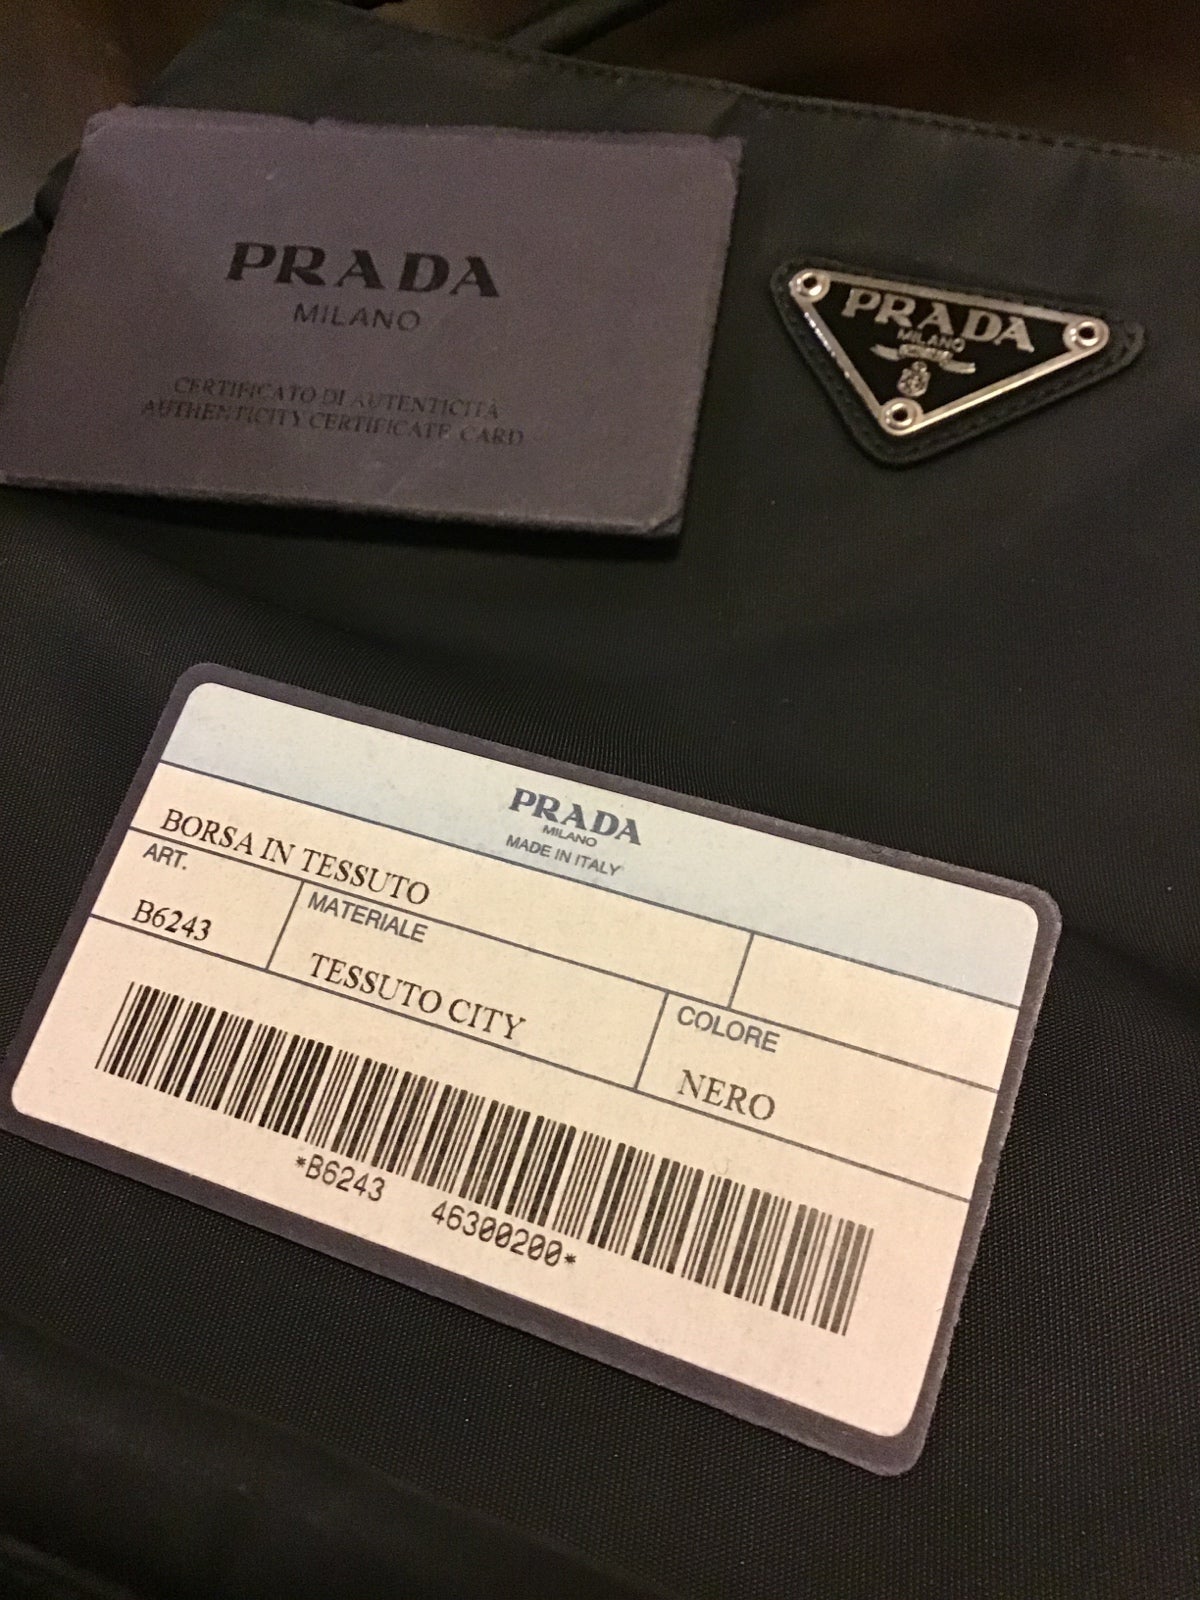 PRADA
MILANO
CERTIFICATO DI AUTENTICITÀ
AUTHENTICITY CERTIFICATE CARD
PRADA
MILANO
PRADA
MILANO
MADE IN ITALY
BORSA IN TESSUTO
ART.
B6243
MATERIALE
TESSUTO CITY
COLORE
NERO
*B6243 46300200*